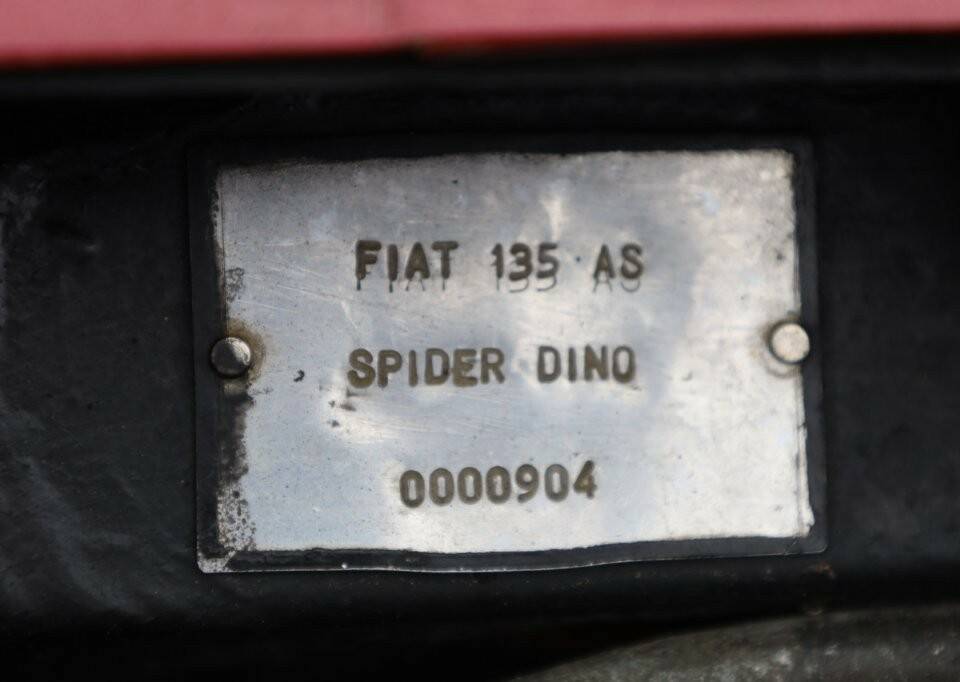 FIAT 135 AS
SPIDER DINO
0000904